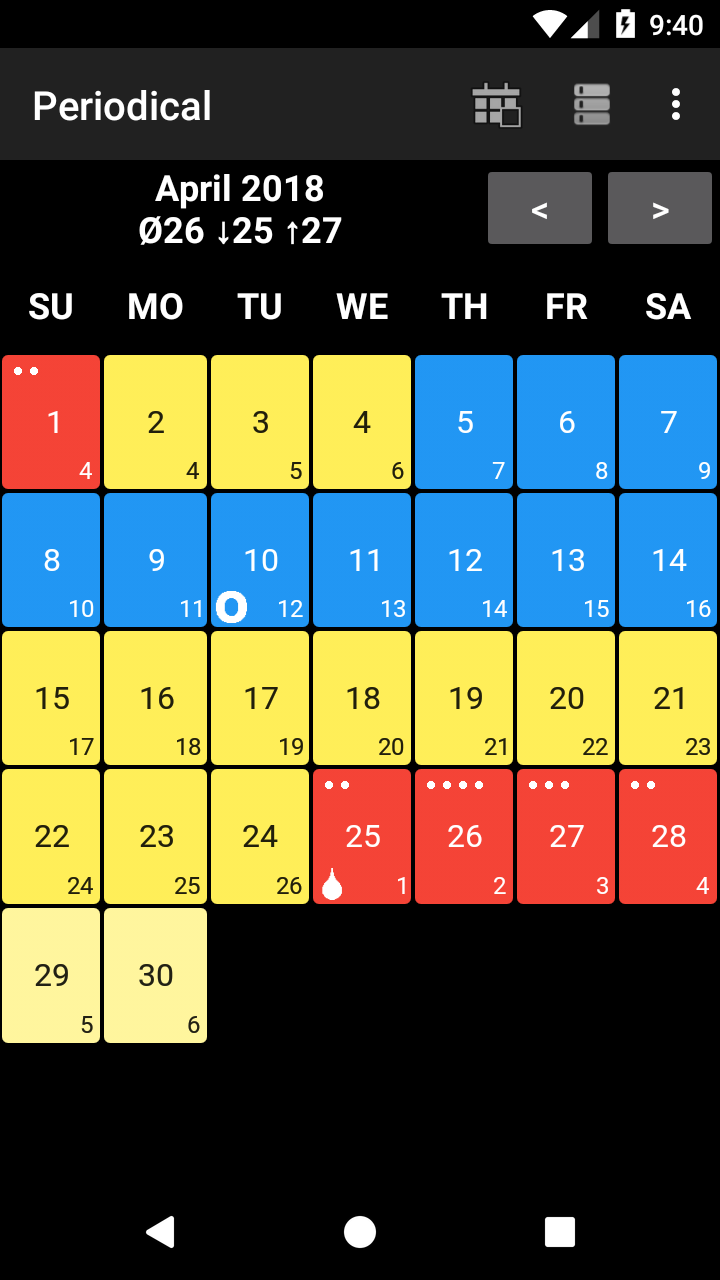 9:40
Periodical
April 2018
Ø26 ↓25 ↑27
< >
SU MO TU WE TH FR SA
1 2 3 4 5 6 7
4 4 5 6 7 8 9
8 9 10 11 12 13 14
10 11 O 12 13 14 15 16
15 16 17 18 19 20 21
17 18 19 20 21 22 23
22 23 24 25 26 27 28
24 25 26 1 2 3 4
29 30
5 6